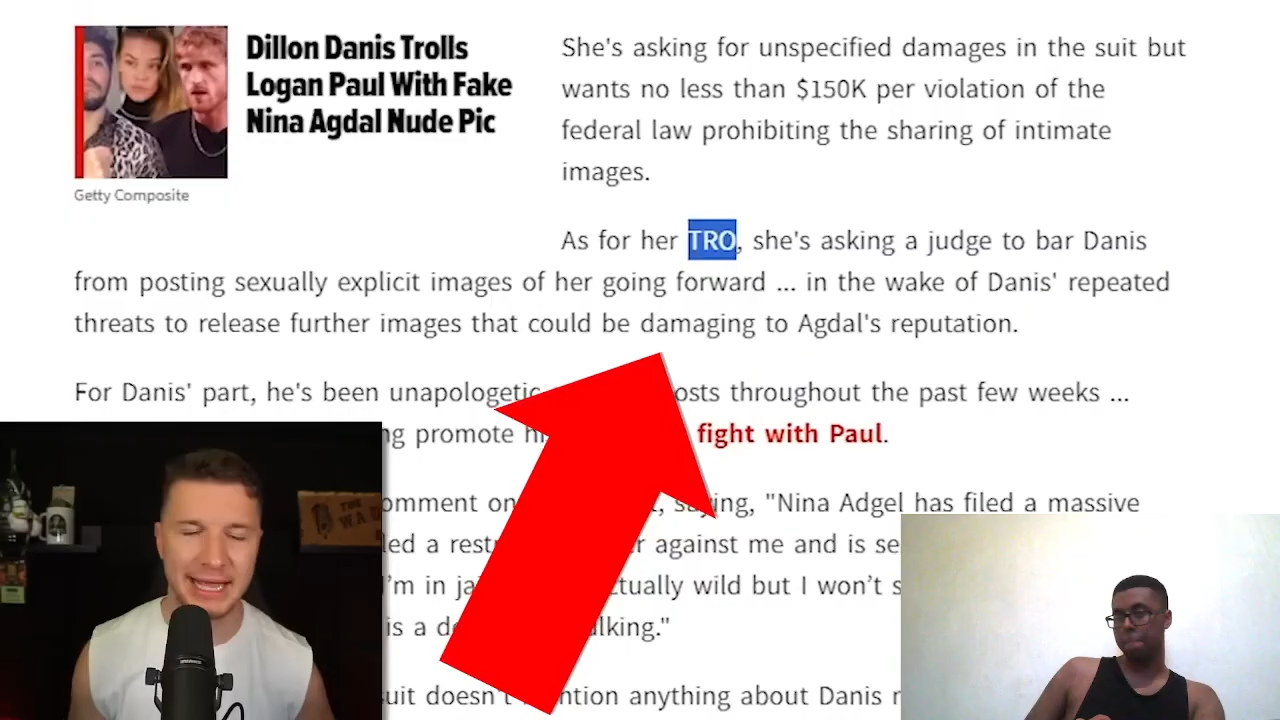 Dillon Danis Trolls
Logan Paul With Fake
Nina Agdal Nude Pic
Getty Composite
She's asking for unspecified damages in the suit but
wants no less than $150K per violation of the
federal law prohibiting the sharing of intimate
images.
As for her TRO, she's asking a judge to bar Danis
from posting sexually explicit images of her going forward ... in the wake of Danis' repeated
threats to release further images that could be damaging to Agdal's reputation.
For Danis' part, he's been unapologetic osts throughout the past few weeks ...
ng promote fight with Paul.
omment on saying, "Nina Adgel has filed a massive
led a rest r against me and is se
I'm in ja ctually wild but I won't s
is a d alking."
uit doesn't ntion anything about Danis
THE